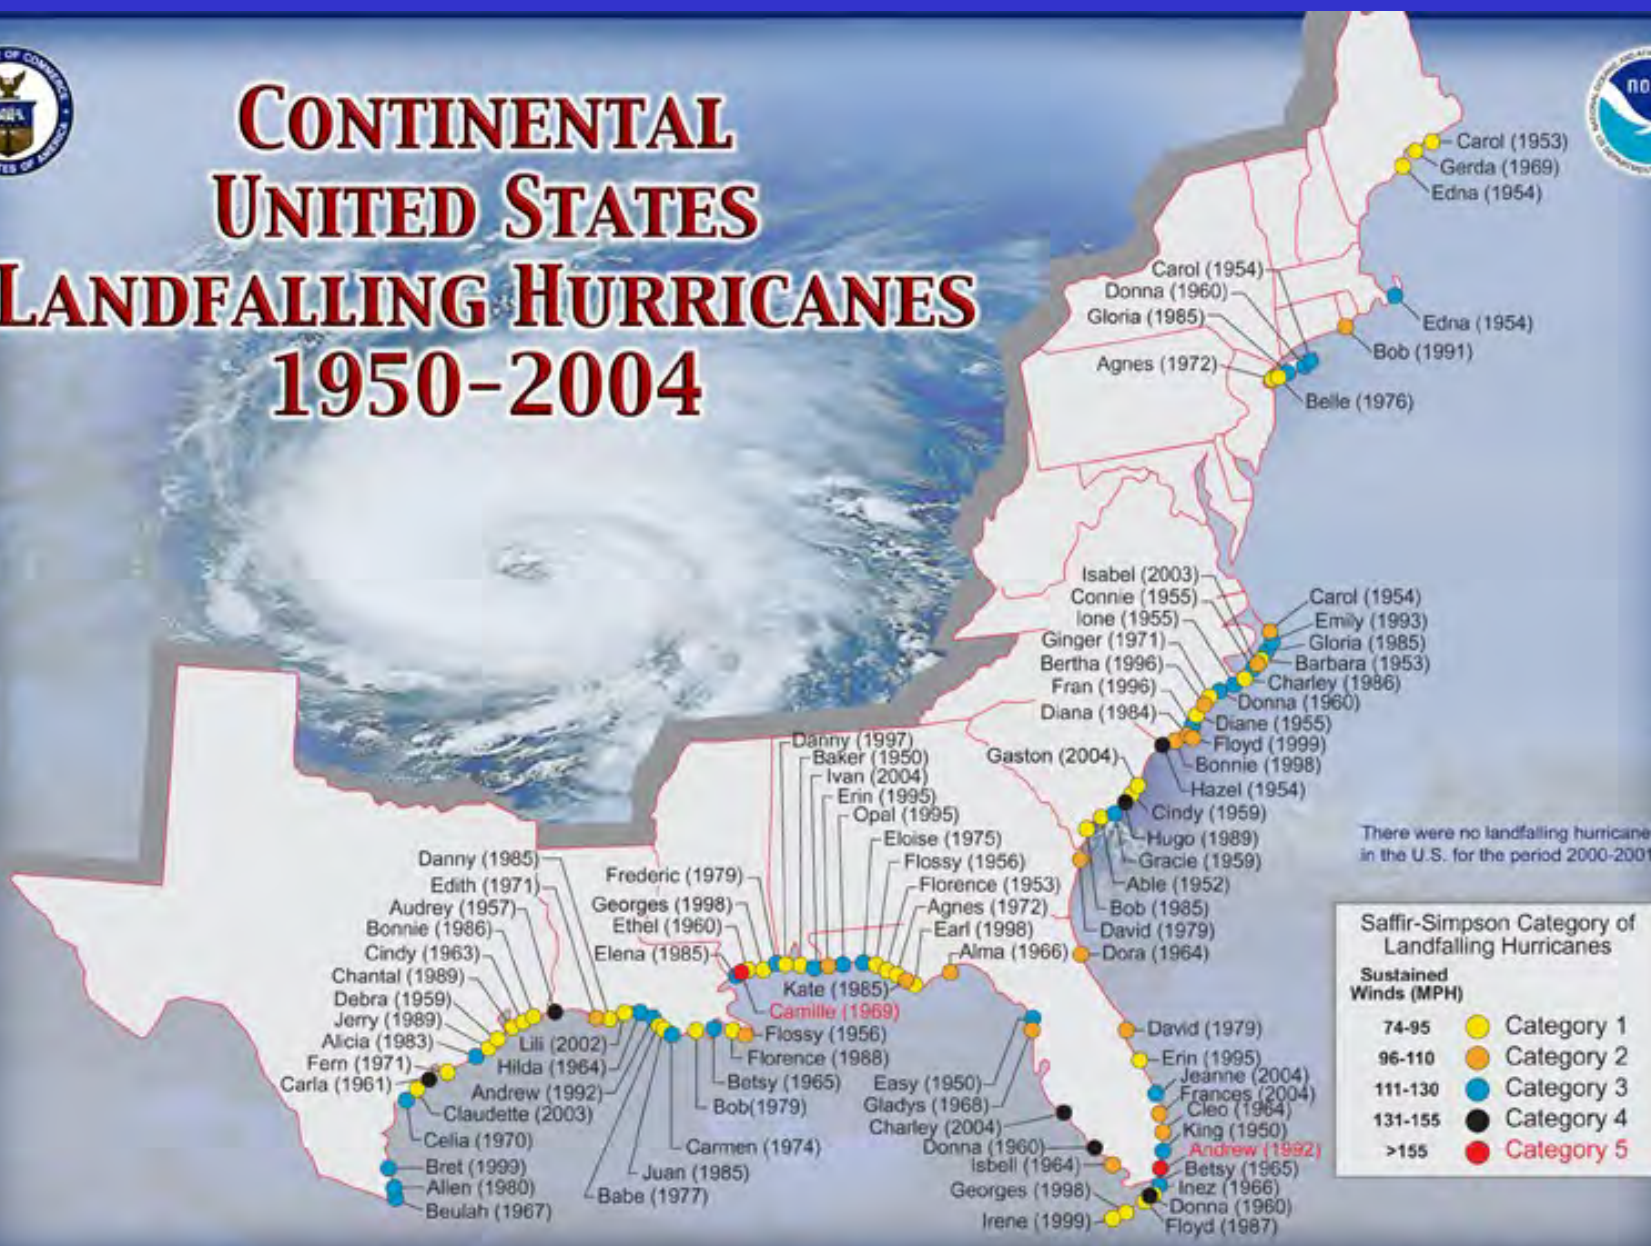 CONTINENTAL
UNITED STATES
LANDFALLING HURRICANES
1950-2004
Carol (1953)
Gerda (1969)
Edna (1954)
Carol (1954)
Donna (1960)
Gloria (1985)
Agnes (1972)
Edna (1954)
Bob (1991)
Belle (1976)
Isabel (2003)
Connie (1955)
Ione (1955)
Ginger (1971)
Bertha (1996)
Fran (1996)
Diana (1984)
Gaston (2004)
Carol (1954)
Emily (1993)
Gloria (1985)
Barbara (1953)
Charley (1986)
Donna (1960)
Diane (1955)
Floyd (1999)
Bonnie (1998)
Hazel (1954)
Cindy (1959)
Hugo (1989)
Gracie (1959)
Able (1952)
Bob (1985)
David (1979)
Dora (1964)
Danny (1997)
Baker (1950)
Ivan (2004)
Erin (1995)
Opal (1995)
Eloise (1975)
Flossy (1956)
Florence (1953)
Agnes (1972)
Earl (1998)
Alma (1966)
Frederic (1979)
Georges (1998)
Ethel (1960)
Elena (1985)
Kate (1985)
Camille (1969)
Flossy (1956)
Florence (1988)
Betsy (1965)
Bob(1979)
Carmen (1974)
Juan (1985)
Babe (1977)
Danny (1985)
Edith (1971)
Audrey (1957)
Bonnie (1986)
Cindy (1963)
Chantal (1989)
Debra (1959)
Jerry (1989)
Alicia (1983)
Fern (1971)
Carla (1961)
Lili (2002)
Hilda (1964)
Andrew (1992)
Claudette (2003)
Celia (1970)
Bret (1999)
Allen (1980)
Beulah (1967)
Easy (1950)
Gladys (1968)
Charley (2004)
Donna (1960)
Isbell (1964)
Georges (1998)
Irene (1999)
David (1979)
Erin (1995)
Jeanne (2004)
Frances (2004)
Cleo (1964)
King (1950)
Andrew (1992)
Betsy (1965)
Inez (1966)
Donna (1960)
Floyd (1987)
There were no landfalling hurricane
in the U.S. for the period 2000-2001
Saffir-Simpson Category of
Landfalling Hurricanes
Sustained
Winds (MPH)
74-95 Category 1
96-110 Category 2
111-130 Category 3
131-155 Category 4
>155 Category 5